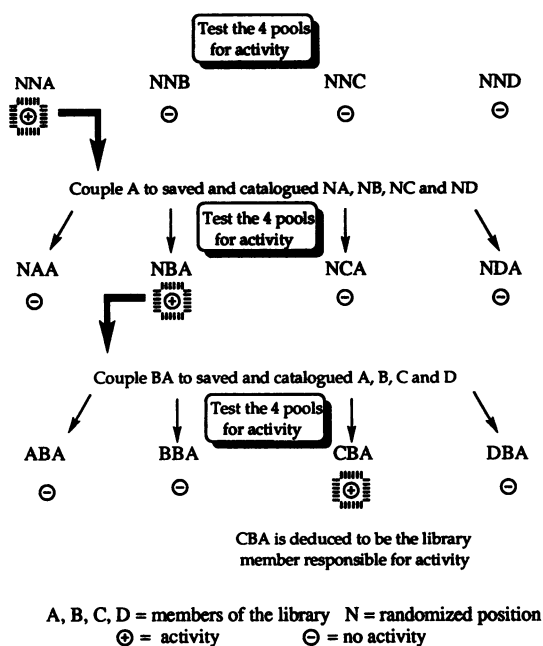 Test the 4 pools
for activity
NNA NNB NNC NND
⊕ ⊖ ⊖ ⊖
Couple A to saved and catalogued NA, NB, NC and ND
Test the 4 pools
for activity
NAA NBA NCA NDA
⊖ ⊕ ⊖ ⊖
Couple BA to saved and catalogued A, B, C and D
Test the 4 pools
for activity
ABA BBA CBA DBA
⊖ ⊖ ⊕ ⊖
CBA is deduced to be the library
member responsible for activity
A, B, C, D = members of the library N = randomized position
⊕ = activity ⊖ = no activity